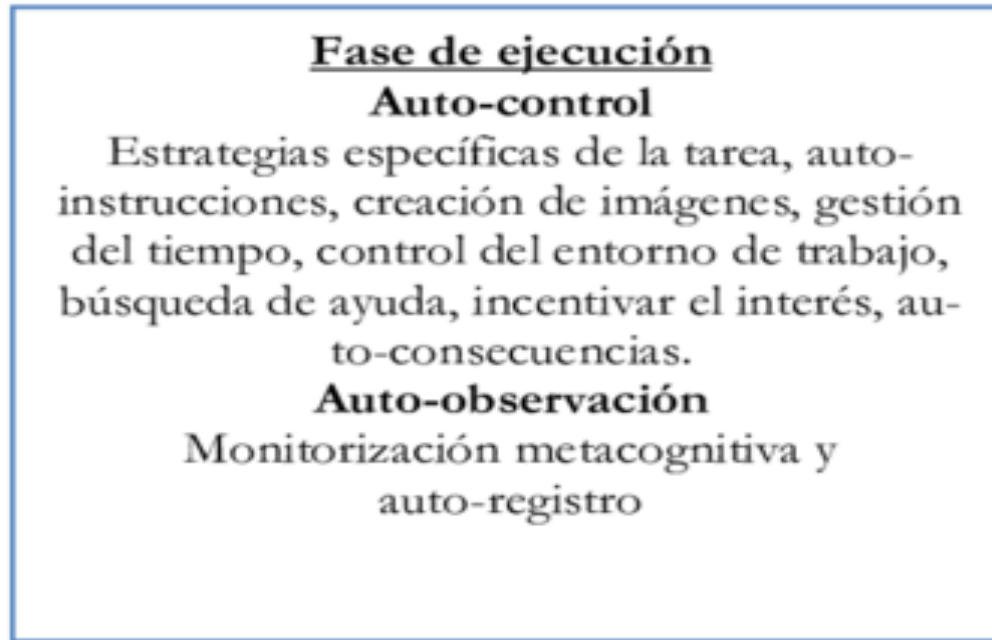 Fase de ejecución
Auto-control
Estrategias específicas de la tarea, auto-
instrucciones, creación de imágenes, gestión
del tiempo, control del entorno de trabajo,
búsqueda de ayuda, incentivar el interés, au-
to-consecuencias.
Auto-observación
Monitorización metacognitiva y
auto-registro